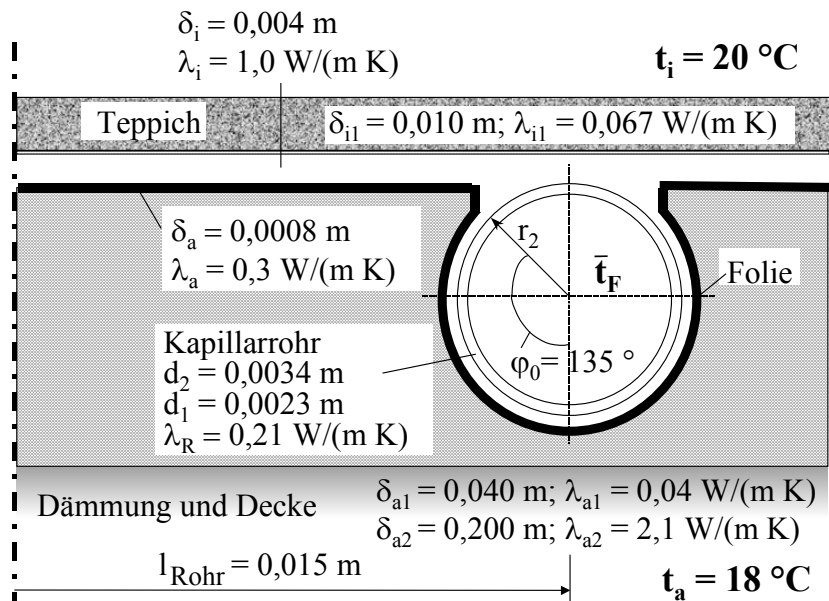 δi = 0,004 m
λi = 1,0 W/(m K)
ti = 20 °C
Teppich
δi1 = 0,010 m; λi1 = 0,067 W/(m K)
δa = 0,0008 m
λa = 0,3 W/(m K)
r2
t̄F
Folie
Kapillarrohr
d2 = 0,0034 m
d1 = 0,0023 m
λR = 0,21 W/(m K)
φ0 = 135 °
Dämmung und Decke
δa1 = 0,040 m; λa1 = 0,04 W/(m K)
δa2 = 0,200 m; λa2 = 2,1 W/(m K)
lRohr = 0,015 m
ta = 18 °C